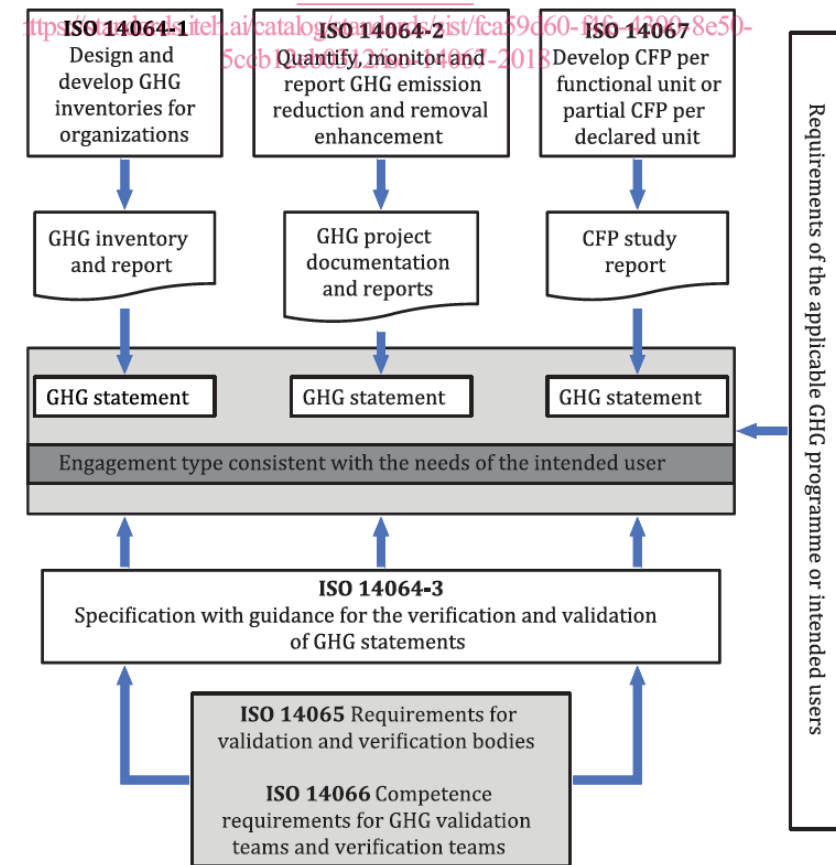 ISO 14064-1
Design and
develop GHG
inventories for
organizations
ISO 14064-2
Quantify, monitor and
report GHG emission
reduction and removal
enhancement
ISO 14067
Develop CFP per
functional unit or
partial CFP per
declared unit
GHG inventory
and report
GHG project
documentation
and reports
CFP study
report
GHG statement
GHG statement
GHG statement
Engagement type consistent with the needs of the intended user
ISO 14064-3
Specification with guidance for the verification and validation
of GHG statements
ISO 14065 Requirements for
validation and verification bodies
ISO 14066 Competence
requirements for GHG validation
teams and verification teams
Requirements of the applicable GHG programme or intended users